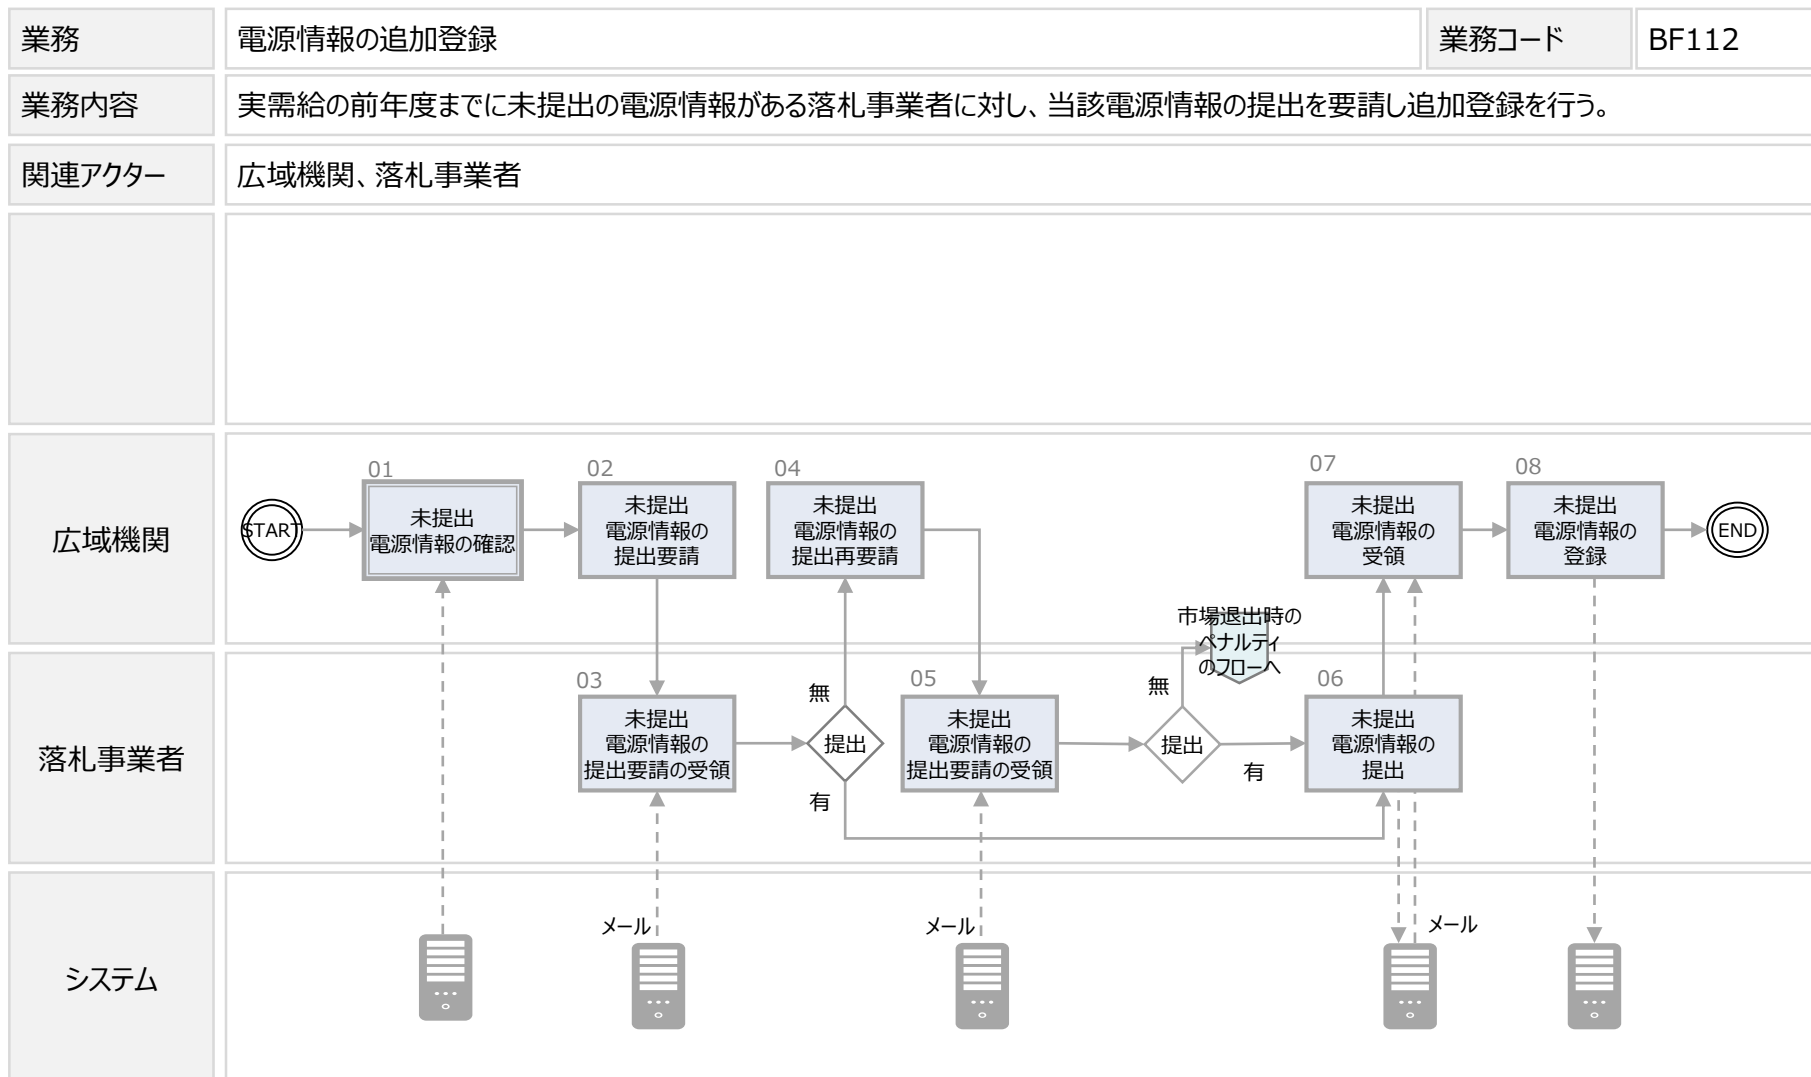 業務
電源情報の追加登録
業務コード
BF112
業務内容
実需給の前年度までに未提出の電源情報がある落札事業者に対し、当該電源情報の提出を要請し追加登録を行う。
関連アクター
広域機関、落札事業者
広域機関
START
01
未提出
電源情報の確認
02
未提出
電源情報の
提出要請
04
未提出
電源情報の
提出再要請
07
未提出
電源情報の
受領
08
未提出
電源情報の
登録
END
市場退出時の
ペナルティ
のフローへ
落札事業者
03
未提出
電源情報の
提出要請の受領
無
提出
有
05
未提出
電源情報の
提出要請の受領
無
提出
有
06
未提出
電源情報の
提出
システム
メール
メール
メール